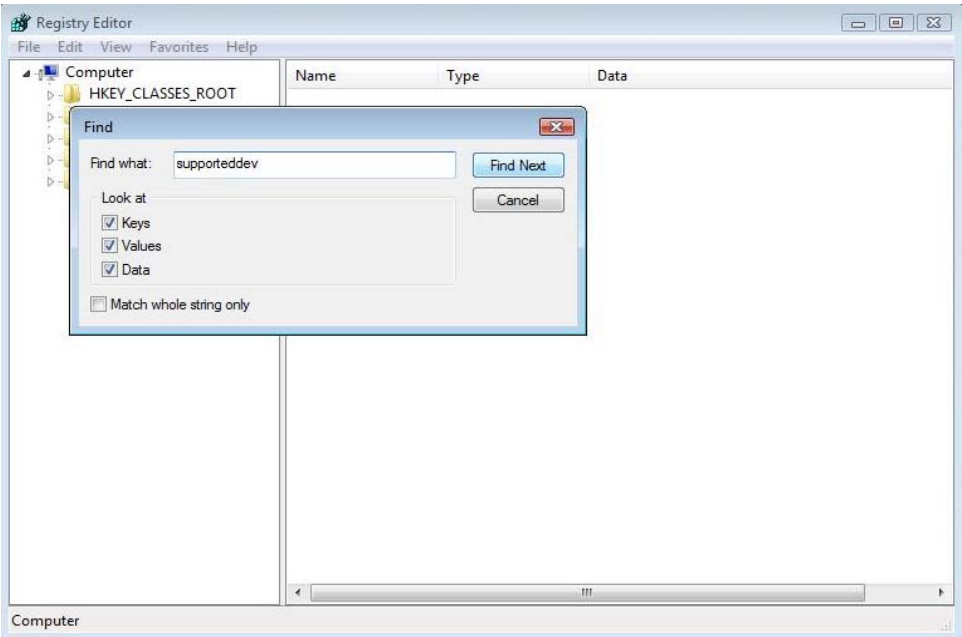 Registry Editor
File Edit View Favorites Help
Computer
HKEY_CLASSES_ROOT
Name Type Data
Find
Find what: supporteddev
Find Next
Cancel
Look at
Keys
Values
Data
Match whole string only
Computer